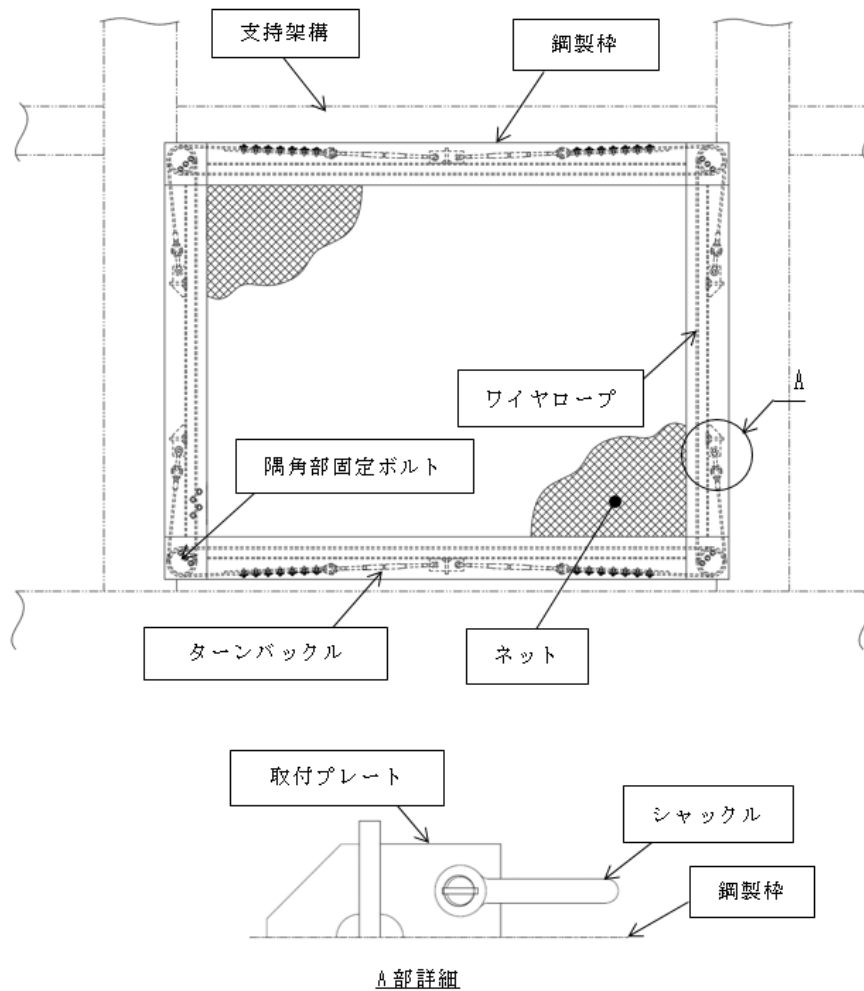 支持架構
鋼製枠
ワイヤロープ
A
隅角部固定ボルト
ターンバックル
ネット
取付プレート
シャックル
鋼製枠
A部詳細